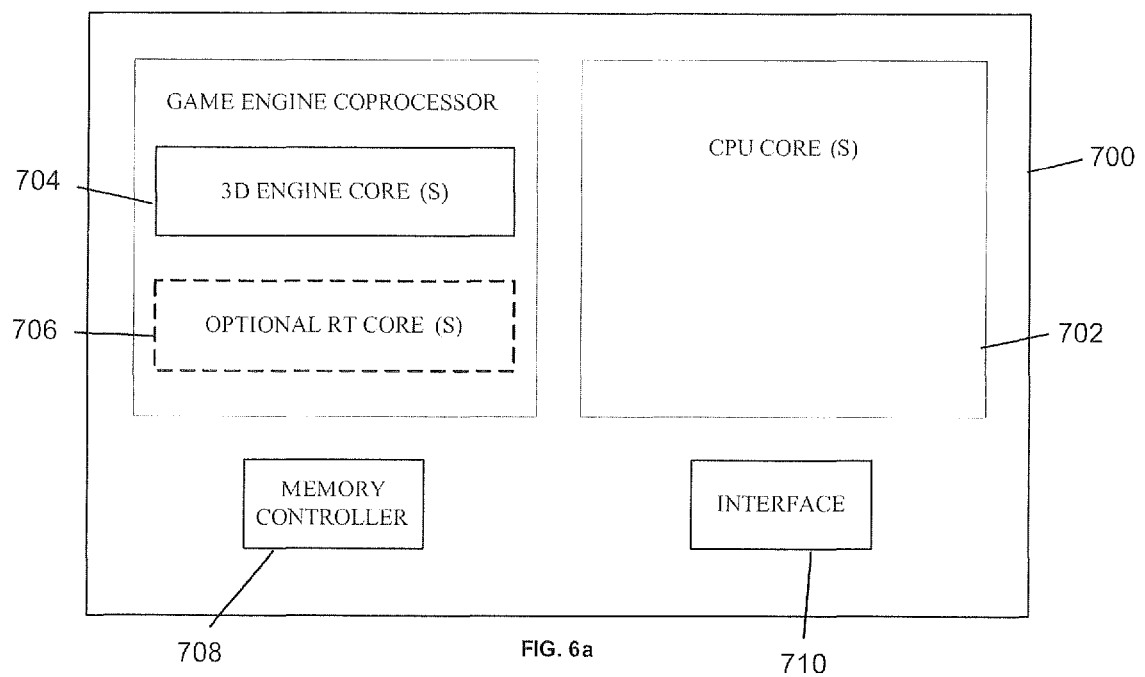 GAME ENGINE COPROCESSOR
CPU CORE (S)
700
704
3D ENGINE CORE (S)
706
OPTIONAL RT CORE (S)
702
MEMORY
CONTROLLER
INTERFACE
708
FIG. 6a
710